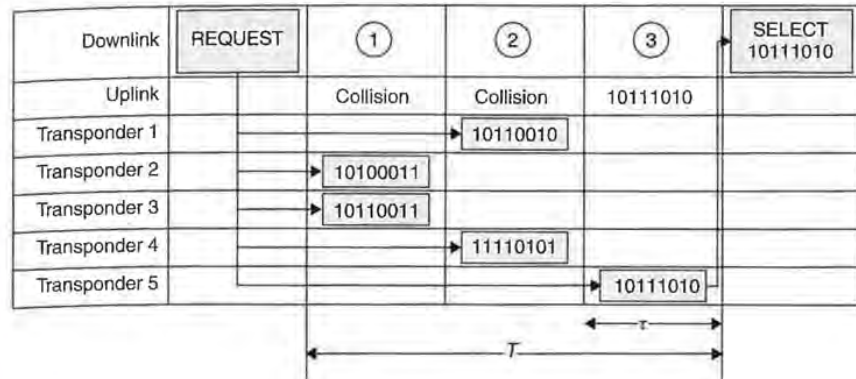 Downlink REQUEST 1 2 3 SELECT
10111010
Uplink Collision Collision 10111010
Transponder 1 10110010
Transponder 2 10100011
Transponder 3 10110011
Transponder 4 11110101
Transponder 5 10111010
τ
T